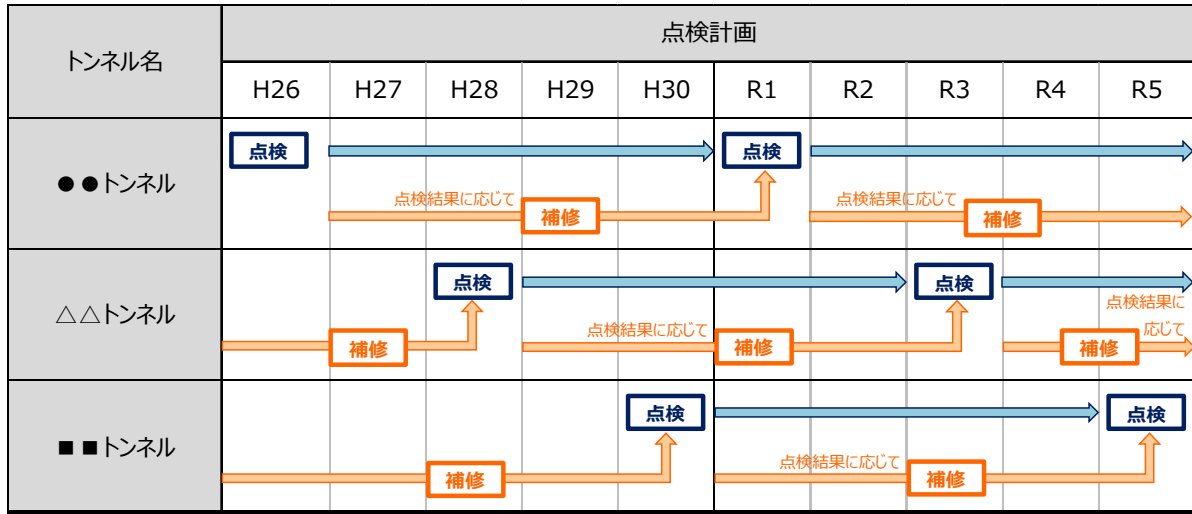 トンネル名
点検計画
H26 H27 H28 H29 H30 R1 R2 R3 R4 R5
●●トンネル
点検 点検
点検結果に応じて 点検結果に応じて
補修 補修
△△トンネル
点検 点検
点検結果に応じて 点検結果に
応じて
補修 補修 補修
■■トンネル
点検 点検
点検結果に応じて
補修 補修